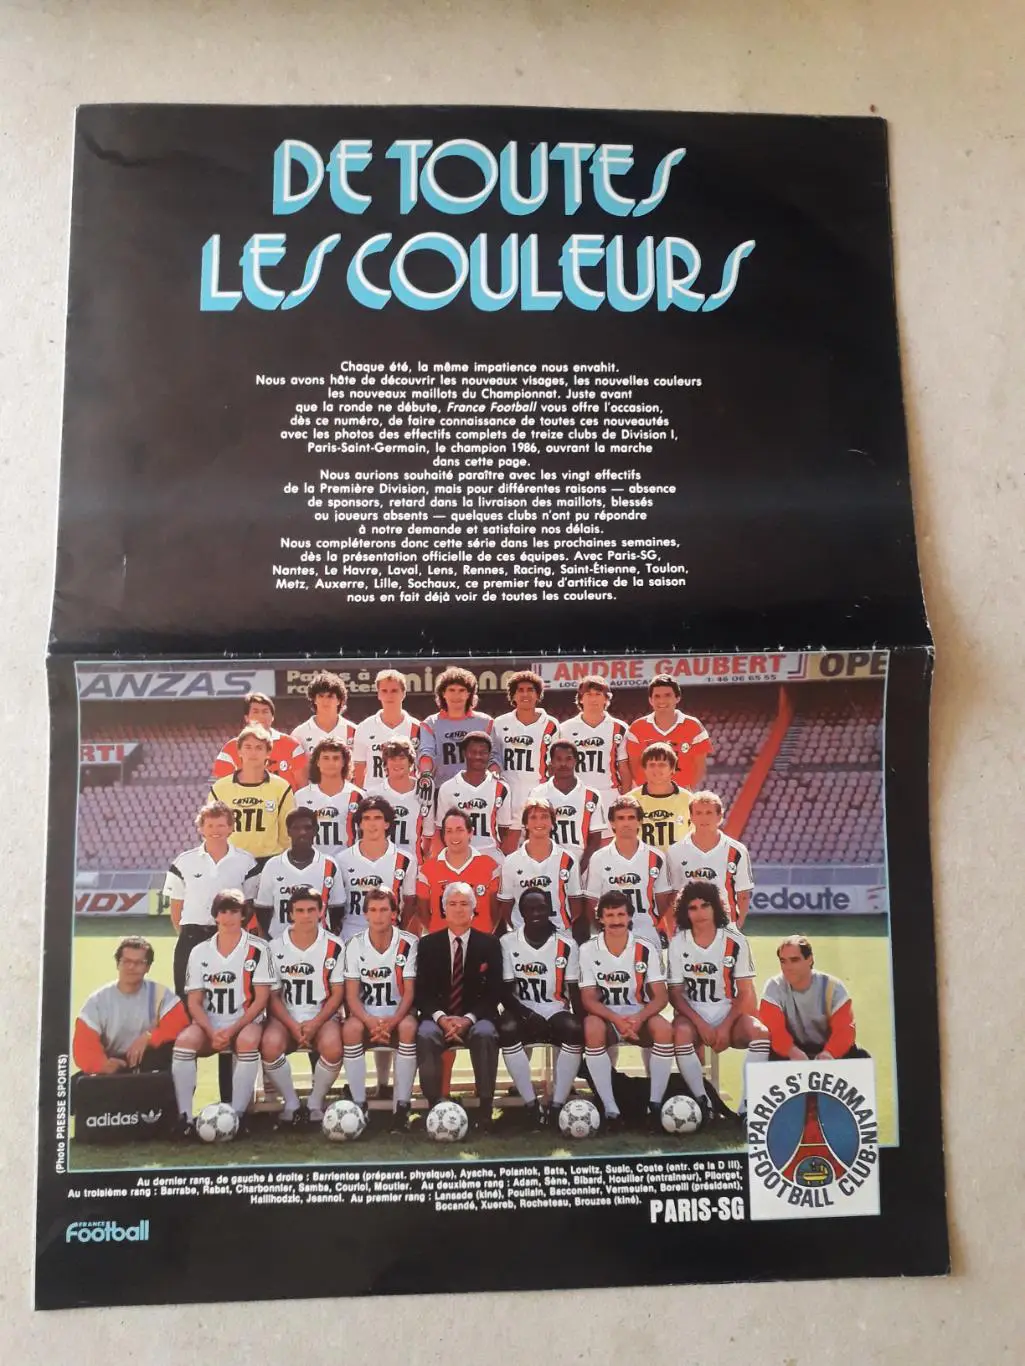 DE TOUTES
LES COULEURS
Chaque été, la même impatience nous envahit.
Nous avons hâte de découvrir les nouveaux visages, les nouvelles couleurs
les nouveaux maillots du Championnat. Juste avant
que la ronde ne débute, France Football vous offre l'occasion,
dès ce numéro, de faire connaissance de toutes ces nouveautés
avec les photos des effectifs complets de treize clubs de Division I,
Paris-Saint-Germain, le champion 1986, ouvrant la marche
dans cette page.
Nous aurions souhaité paraître avec les vingt effectifs
de la Première Division, mais pour différentes raisons — absence
de sponsors, retard dans la livraison des maillots, blessés
ou joueurs absents — quelques clubs n'ont pu répondre
à notre demande et satisfaire nos délais.
Nous compléterons donc cette série dans les prochaines semaines,
dès la présentation officielle de ces équipes. Avec Paris-SG,
Nantes, Le Havre, Laval, Lens, Rennes, Racing, Saint-Étienne, Toulon,
Metz, Auxerre, Lille, Sochaux, ce premier feu d'artifice de la saison
nous en fait déjà voir de toutes les couleurs.
ANZAS
ANDRE GAUBERT
OPE
RTL
CANAL+
RTL
NDY
edoute
adidas
(Photo PRESSE SPORTS)
PARIS ST GERMAIN
FOOTBALL CLUB
Au dernier rang, de gauche à droite : Barrientos (préparat. physique), Ayache, Polaniok, Bats, Lowitz, Susic, Coste (entr. de la D III).
Au troisième rang : Barrabe, Rabat, Charbonnier, Samba, Couriol, Moutier. Au deuxième rang : Adam, Sène, Bibard, Houiller (entraîneur), Pilorget,
Halilhodzic, Jeannol. Au premier rang : Lansade (kiné), Poullain, Bacconnier, Vermeulen, Borelli (président),
Bocandé, Xuereb, Rocheteau, Brouzes (kiné).
PARIS-SG
FRANCE
Football